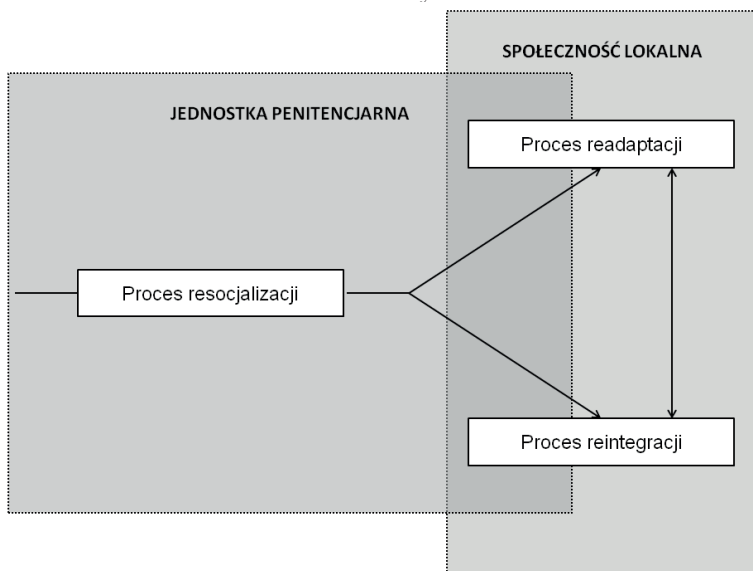 SPOŁECZNOŚĆ LOKALNA
JEDNOSTKA PENITENCJARNA
Proces readaptacji
Proces resocjalizacji
Proces reintegracji